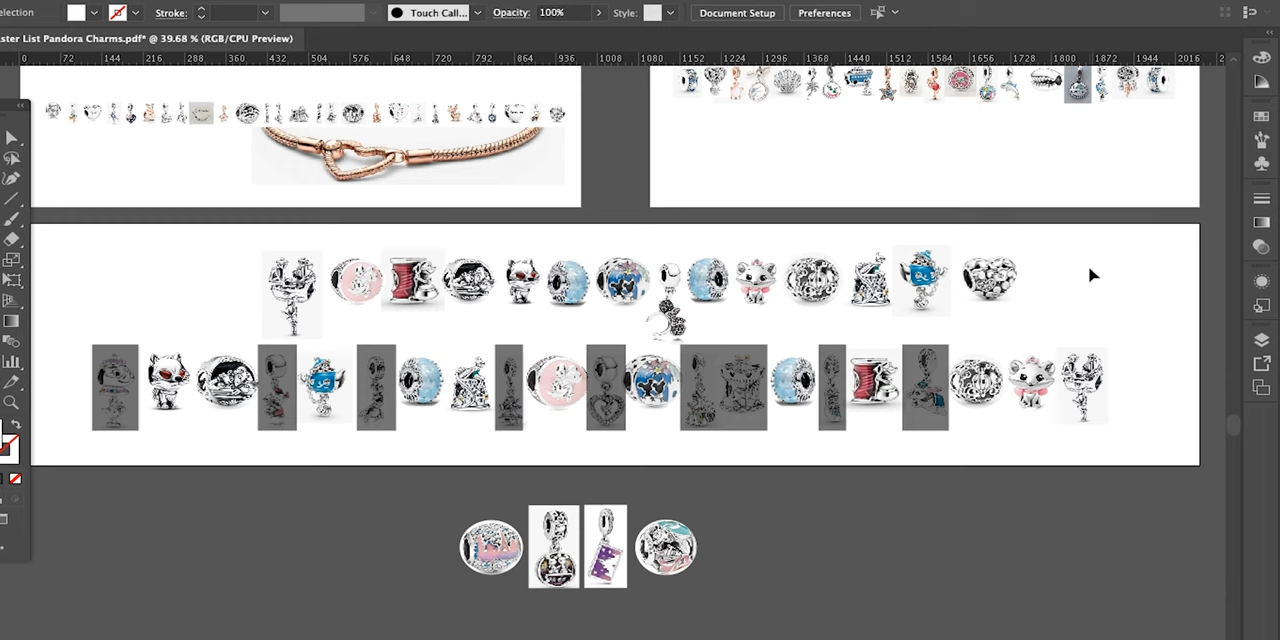 election
Stroke:
Touch Call...
Opacity: 100%
Style:
Document Setup
Preferences
aster List Pandora Charms.pdf* @ 39.68 % (RGB/CPU Preview)
0 72 144 216 288 360 432 504 576 648 720 792 864 936 1008 1080 1152 1224 1296 1368 1440 1512 1584 1656 1728 1800 1872 1944 2016